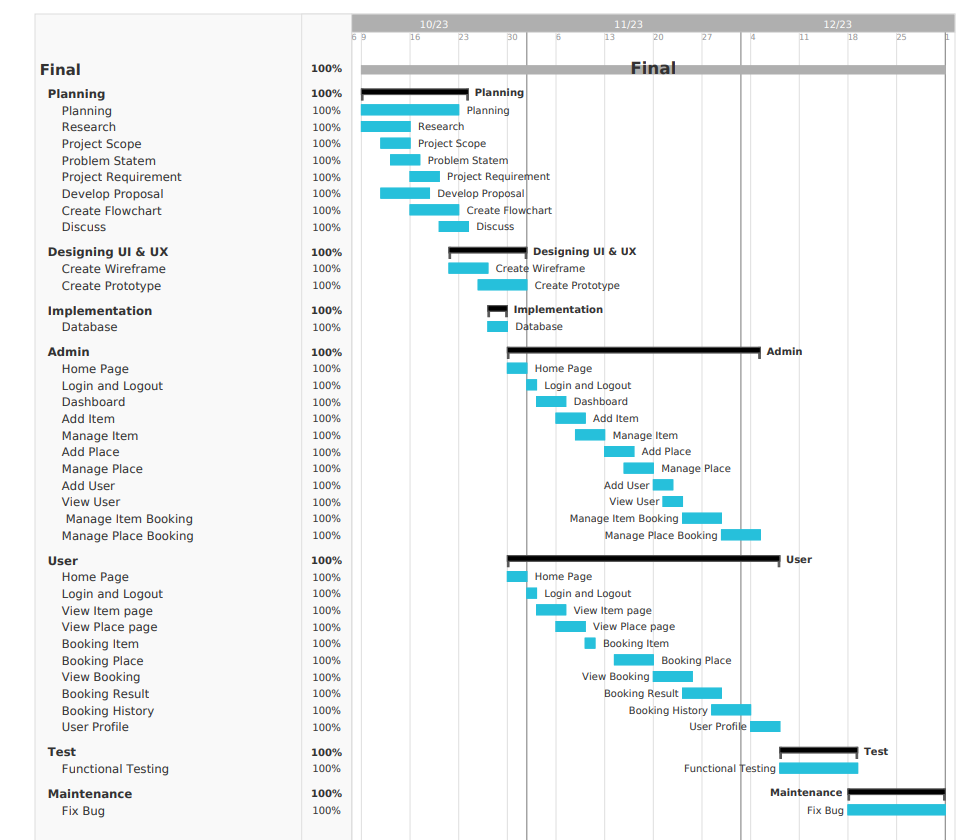 10/23 11/23 12/23
6 9 16 23 30 6 13 20 27 4 11 18 25 1
Final 100% Final
Planning 100% Planning
Planning 100% Planning
Research 100% Research
Project Scope 100% Project Scope
Problem Statem 100% Problem Statem
Project Requirement 100% Project Requirement
Develop Proposal 100% Develop Proposal
Create Flowchart 100% Create Flowchart
Discuss 100% Discuss
Designing UI & UX 100% Designing UI & UX
Create Wireframe 100% Create Wireframe
Create Prototype 100% Create Prototype
Implementation 100% Implementation
Database 100% Database
Admin 100% Admin
Home Page 100% Home Page
Login and Logout 100% Login and Logout
Dashboard 100% Dashboard
Add Item 100% Add Item
Manage Item 100% Manage Item
Add Place 100% Add Place
Manage Place 100% Manage Place
Add User 100% Add User
View User 100% View User
Manage Item Booking 100% Manage Item Booking
Manage Place Booking 100% Manage Place Booking
User 100% User
Home Page 100% Home Page
Login and Logout 100% Login and Logout
View Item page 100% View Item page
View Place page 100% View Place page
Booking Item 100% Booking Item
Booking Place 100% Booking Place
View Booking 100% View Booking
Booking Result 100% Booking Result
Booking History 100% Booking History
User Profile 100% User Profile
Test 100% Test
Functional Testing 100% Functional Testing
Maintenance 100% Maintenance
Fix Bug 100% Fix Bug